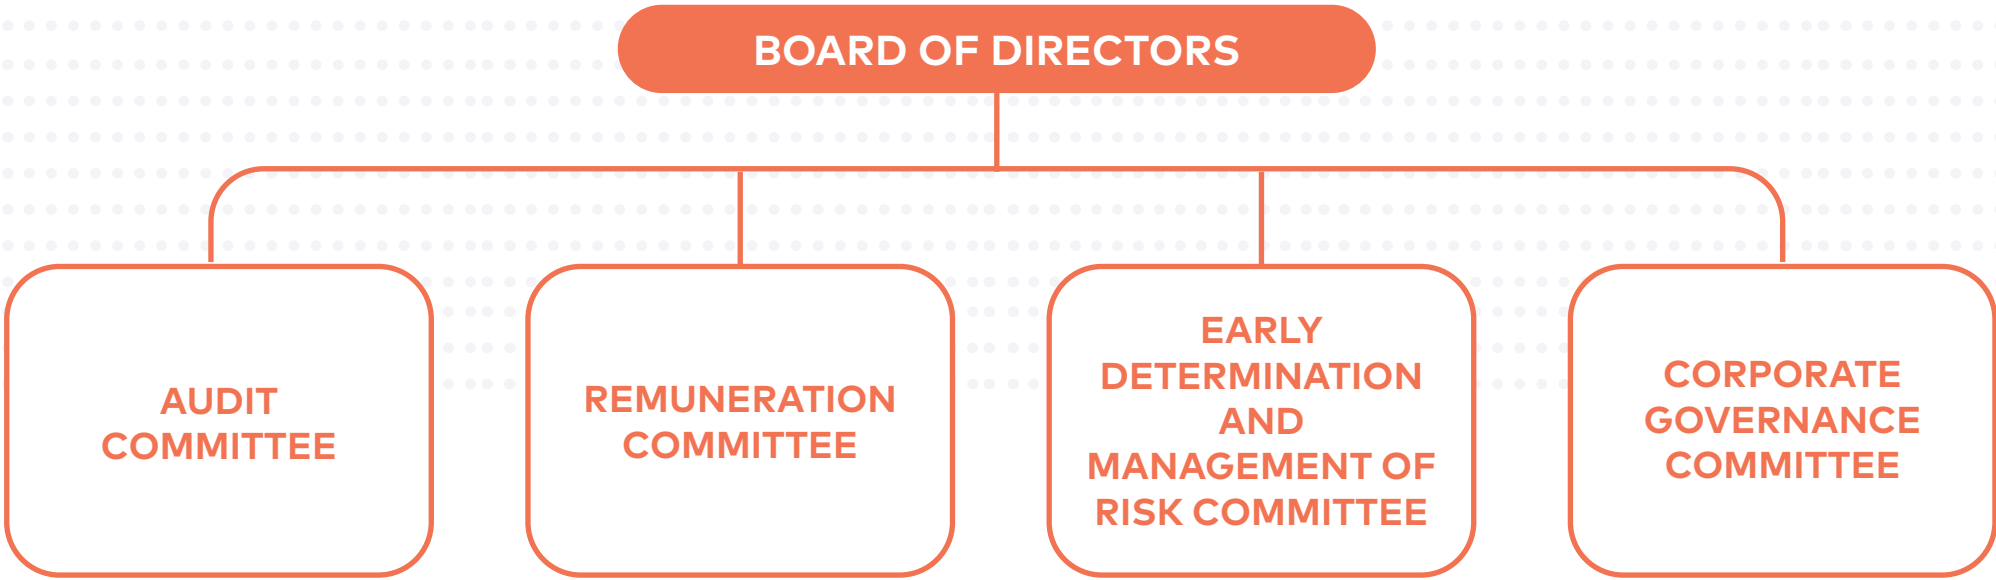 BOARD OF DIRECTORS
AUDIT
COMMITTEE
REMUNERATION
COMMITTEE
EARLY
DETERMINATION
AND
MANAGEMENT OF
RISK COMMITTEE
CORPORATE
GOVERNANCE
COMMITTEE